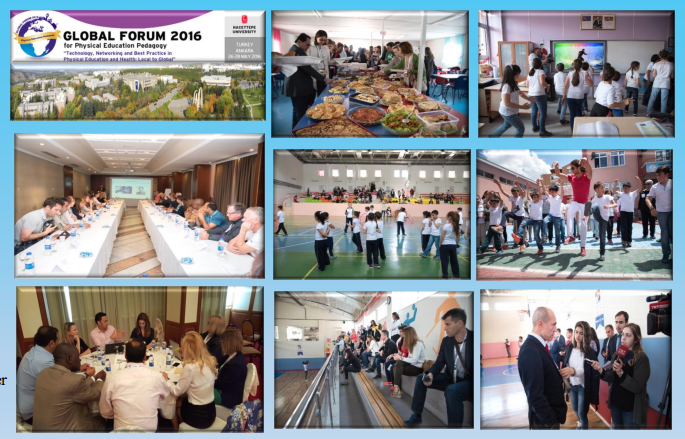 GLOBAL FORUM 2016
for Physical Education Pedagogy
"Technology, Networking and Best Practice in
Physical Education and Health: Local to Global"
HACETTEPE
UNIVERSITY
TURKEY
ANKARA
er